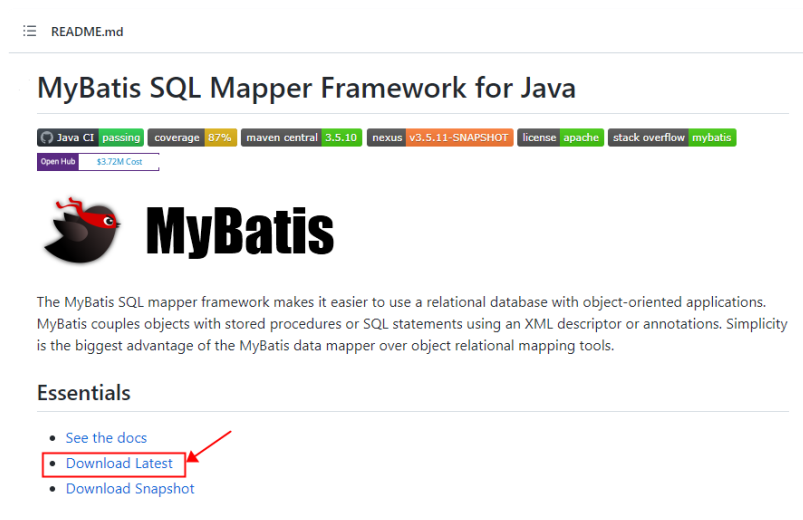 README.md
MyBatis SQL Mapper Framework for Java
Java CI passing coverage 87% maven central 3.5.10 nexus v3.5.11-SNAPSHOT license apache stack overflow mybatis
Open Hub $3.72M Cost
MyBatis
The MyBatis SQL mapper framework makes it easier to use a relational database with object-oriented applications.
MyBatis couples objects with stored procedures or SQL statements using an XML descriptor or annotations. Simplicity
is the biggest advantage of the MyBatis data mapper over object relational mapping tools.
Essentials
See the docs
Download Latest
Download Snapshot